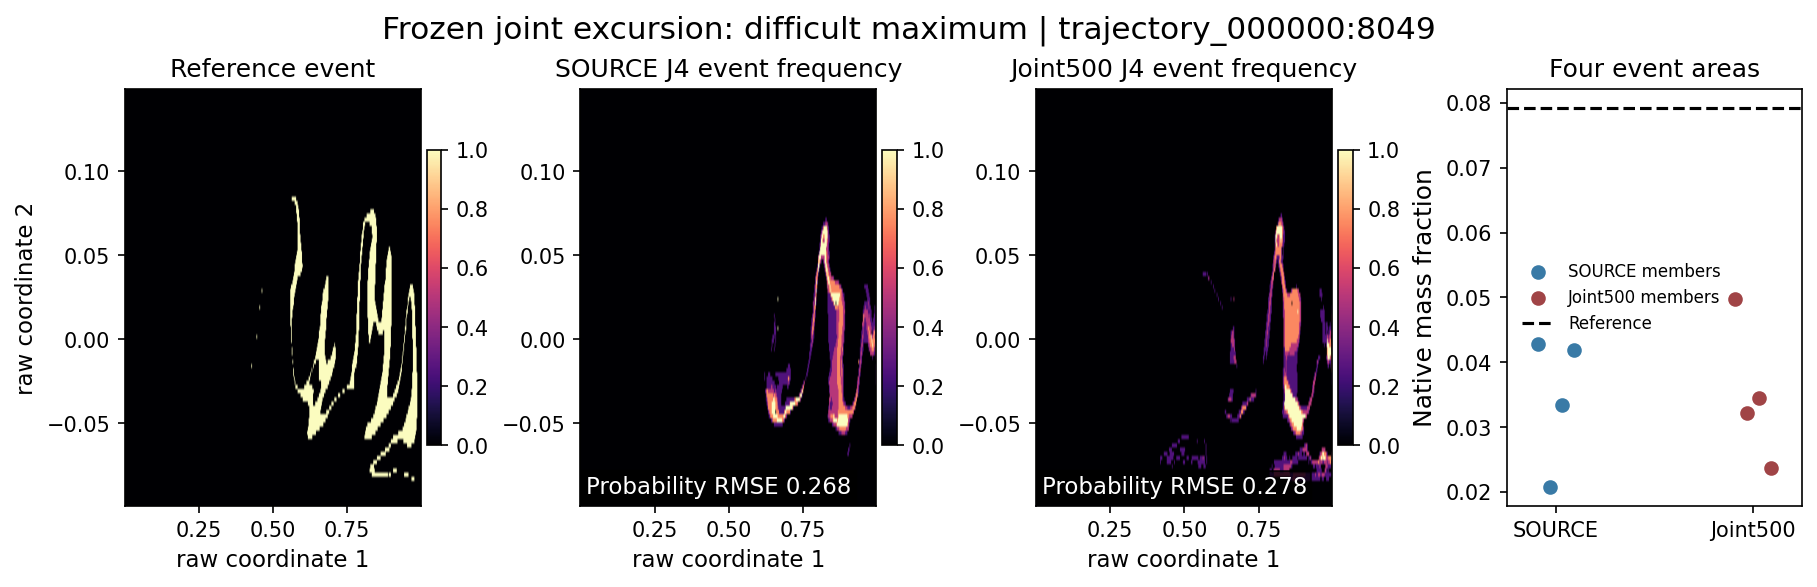 Frozen joint excursion: difficult maximum | trajectory_000000:8049
Reference event
SOURCE J4 event frequency
Joint500 J4 event frequency
Four event areas
raw coordinate 2
0.10
0.05
0.00
−0.05
0.25 0.50 0.75
raw coordinate 1
1.0
0.8
0.6
0.4
0.2
0.0
0.10
0.05
0.00
−0.05
Probability RMSE 0.268
0.25 0.50 0.75
raw coordinate 1
1.0
0.8
0.6
0.4
0.2
0.0
0.10
0.05
0.00
−0.05
Probability RMSE 0.278
0.25 0.50 0.75
raw coordinate 1
1.0
0.8
0.6
0.4
0.2
0.0
Native mass fraction
0.08
0.07
0.06
0.05
0.04
0.03
0.02
SOURCE members
Joint500 members
Reference
SOURCE Joint500